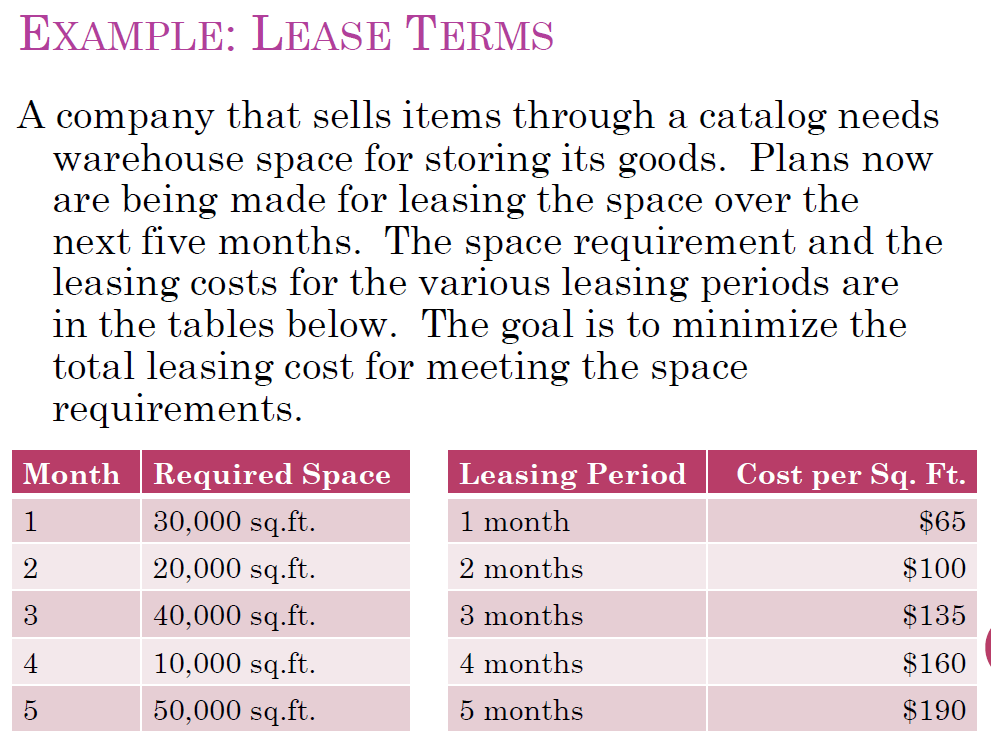 EXAMPLE: LEASE TERMS
A company that sells items through a catalog needs
warehouse space for storing its goods. Plans now
are being made for leasing the space over the
next five months. The space requirement and the
leasing costs for the various leasing periods are
in the tables below. The goal is to minimize the
total leasing cost for meeting the space
requirements.
Month Required Space
1 30,000 sq.ft.
2 20,000 sq.ft.
3 40,000 sq.ft.
4 10,000 sq.ft.
5 50,000 sq.ft.
Leasing Period Cost per Sq. Ft.
1 month $65
2 months $100
3 months $135
4 months $160
5 months $190